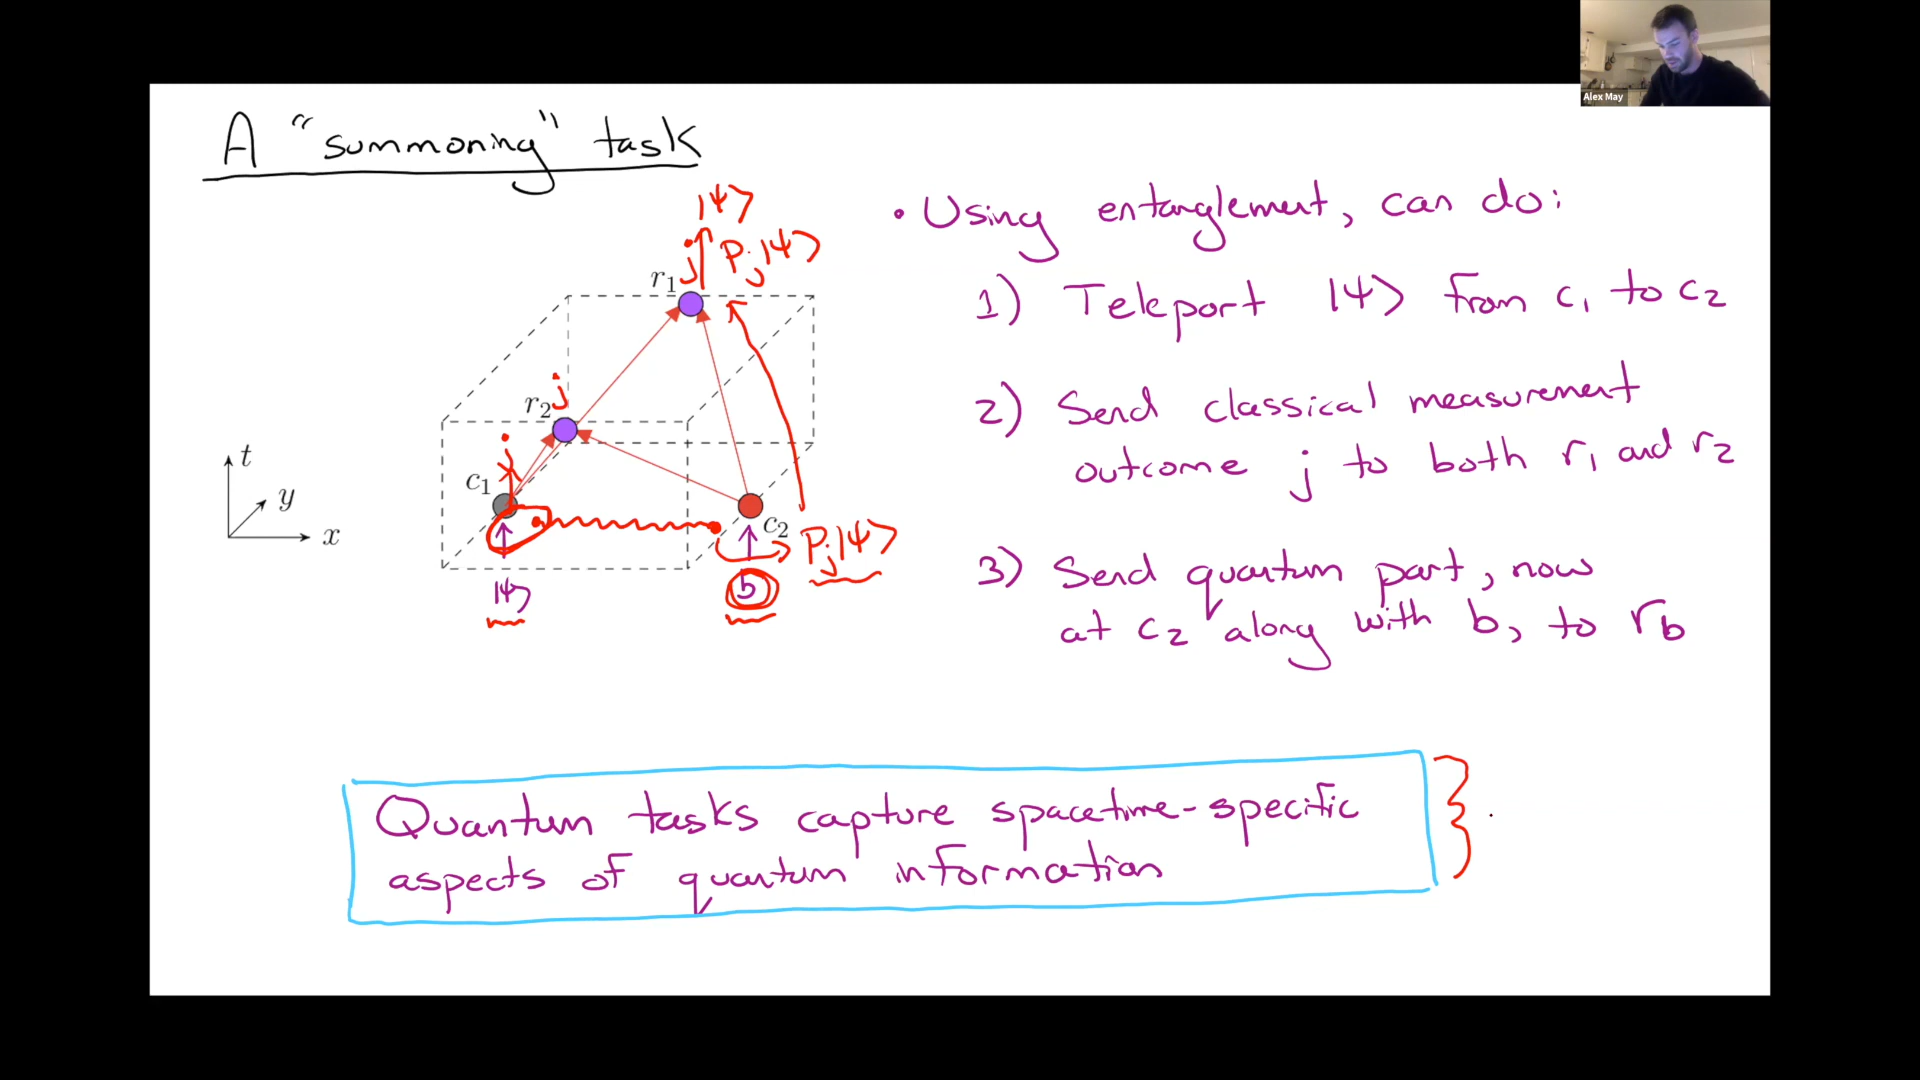 Alex May
A "summoning" task
|ψ⟩
j P_j|ψ⟩
r₁
j
r₂
j
c₁
c₂
t
y
x
P_j|ψ⟩
|ψ⟩
b
• Using entanglement, can do:
1) Teleport |ψ⟩ from c₁ to c₂
2) Send classical measurement
outcome j to both r₁ and r₂
3) Send quantum part, now
at c₂ along with b, to r_b
Quantum tasks capture spacetime-specific
aspects of quantum information